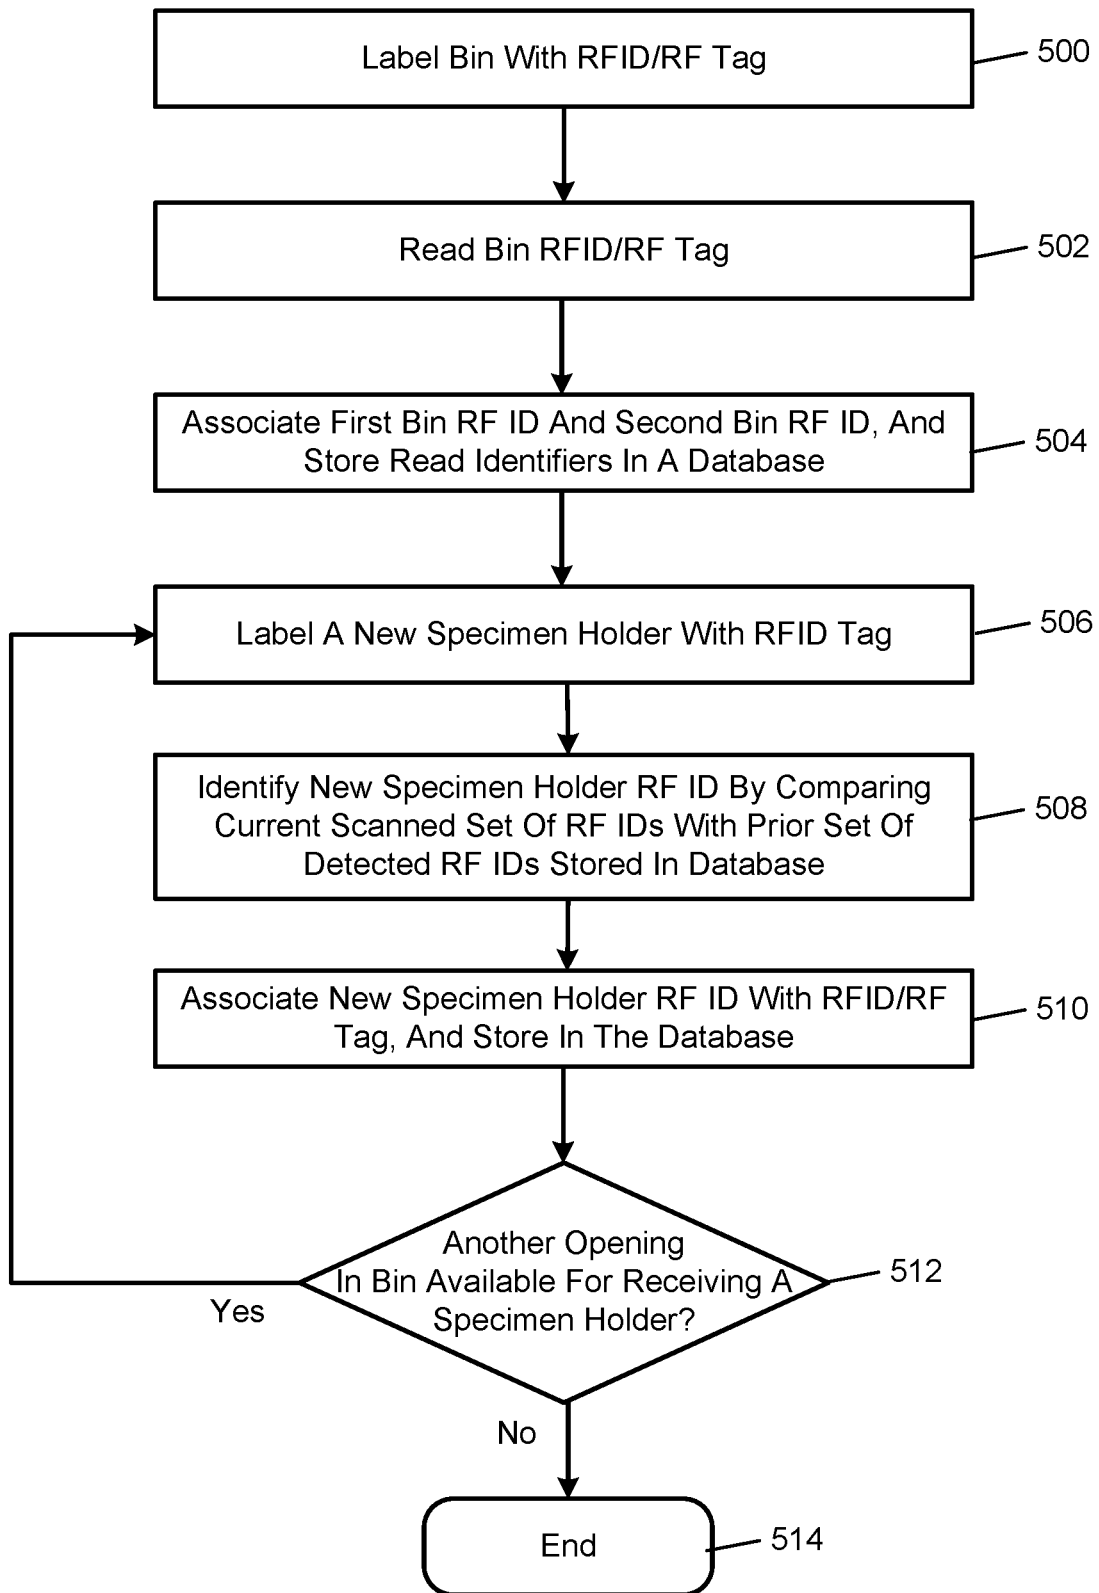 Label Bin With RFID/RF Tag
500
Read Bin RFID/RF Tag
502
Associate First Bin RF ID And Second Bin RF ID, And
Store Read Identifiers In A Database
504
Label A New Specimen Holder With RFID Tag
506
Identify New Specimen Holder RF ID By Comparing
Current Scanned Set Of RF IDs With Prior Set Of
Detected RF IDs Stored In Database
508
Associate New Specimen Holder RF ID With RFID/RF
Tag, And Store In The Database
510
Another Opening
In Bin Available For Receiving A
Specimen Holder?
512
Yes
No
End
514